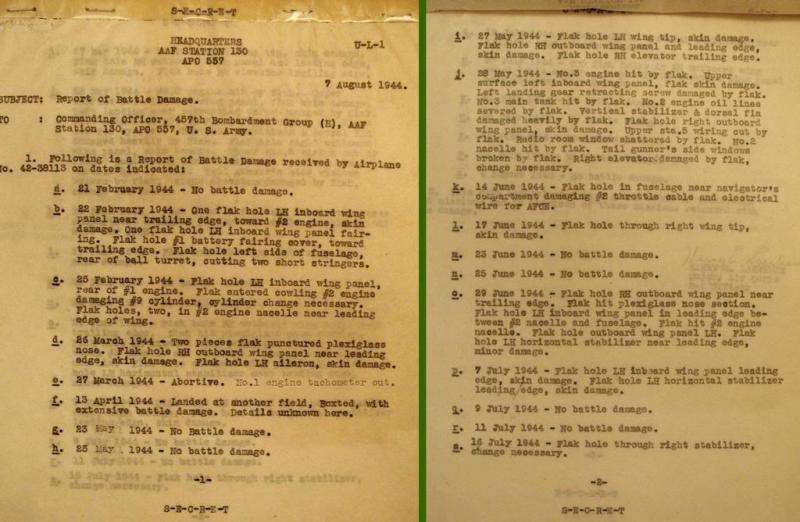 S-E-C-R-E-T
HEADQUARTERS
AAF STATION 130
APO 557
U-L-1
7 August 1944.
SUBJECT: Report of Battle Damage.
TO : Commanding Officer, 457th Bombardment Group (H), AAF
Station 130, APO 557, U. S. Army.
1. Following is a Report of Battle Damage received by Airplane
No. 42-38113 on dates indicated:
a. 21 February 1944 - No battle damage.
b. 22 February 1944 - One flak hole LH inboard wing
panel near trailing edge, toward #2 engine, skin
damage. One flak hole LH inboard wing panel fair-
ing. Flak hole #1 battery fairing cover, toward
trailing edge. Flak hole left side of fuselage,
rear of ball turret, cutting two short stringers.
c. 25 February 1944 - Flak hole LH inboard wing panel,
rear of #1 engine. Flak entered cowling #2 engine
damaging #9 cylinder, cylinder change necessary.
Flak holes, two, in #2 engine nacelle near leading
edge of wing.
d. 26 March 1944 - Two pieces flak punctured plexiglass
nose. Flak hole RH outboard wing panel near leading
edge, skin damage. Flak hole LH aileron, skin damage.
e. 27 March 1944 - Abortive. No.1 engine tachometer out.
f. 13 April 1944 - Landed at another field, Boxted, with
extensive battle damage. Details unknown here.
g. 23 May 1944 - No Battle damage.
h. 25 May 1944 - No battle damage.
-1-
S-E-C-R-E-T
i. 27 May 1944 - Flak hole LH wing tip, skin damage.
Flak hole RH outboard wing panel and leading edge,
skin damage. Flak hole RH elevator trailing edge.
j. 28 May 1944 - No.3 engine hit by flak. Upper
surface left inboard wing panel, flak skin damage.
Left landing gear retracting screw damaged by flak.
No.3 main tank hit by flak. No.2 engine oil lines
severed by flak. Vertical stabilizer & dorsal fin
damaged heavily by flak. Flak hole right outboard
wing panel, skin damage. Upper sta.5 wiring cut by
flak. Radio room window shattered by flak. No.2
nacelle hit by flak. Tail gunner's side windows
broken by flak. Right elevator damaged by flak,
change necessary.
k. 14 June 1944 - Flak hole in fuselage near navigator's
compartment damaging #2 throttle cable and electrical
wire for AFCE.
l. 17 June 1944 - Flak hole through right wing tip,
skin damage.
m. 23 June 1944 - No battle damage.
n. 25 June 1944 - No battle damage.
o. 29 June 1944 - Flak hole RH outboard wing panel near
trailing edge. Flak hit plexiglass nose section.
Flak hole LH inboard wing panel in leading edge be-
tween #2 nacelle and fuselage. Flak hit #2 engine
nacelle. Flak hole outboard wing panel LH. Flak
hole LH horizontal stabilizer near leading edge,
minor damage.
p. 7 July 1944 - Flak hole LH inboard wing panel leading
edge, skin damage. Flak hole LH horizontal stabilizer
leading edge, skin damage.
q. 9 July 1944 - No battle damage.
r. 11 July 1944 - No battle damage.
s. 16 July 1944 - Flak hole through right stabilizer,
change necessary.
-2-
S-E-C-R-E-T